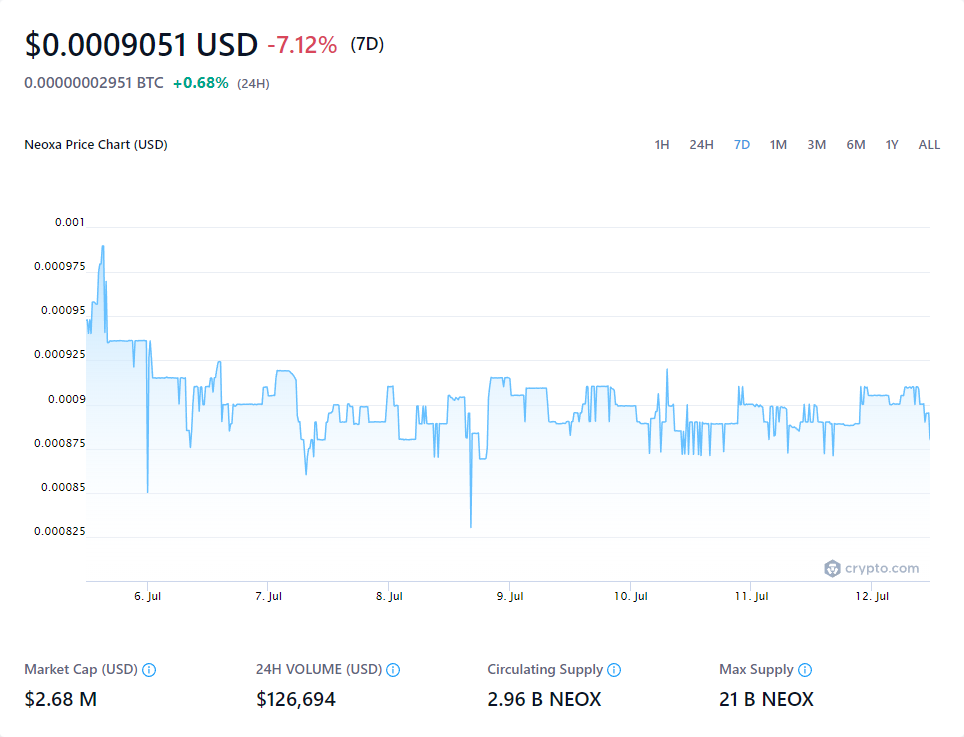 $0.0009051 USD -7.12% (7D)
0.00000002951 BTC +0.68% (24H)
Neoxa Price Chart (USD)
1H 24H 7D 1M 3M 6M 1Y ALL
0.001
0.000975
0.00095
0.000925
0.0009
0.000875
0.00085
0.000825
crypto.com
6. Jul 7. Jul 8. Jul 9. Jul 10. Jul 11. Jul 12. Jul
Market Cap (USD) 24H VOLUME (USD) Circulating Supply Max Supply
$2.68 M $126,694 2.96 B NEOX 21 B NEOX